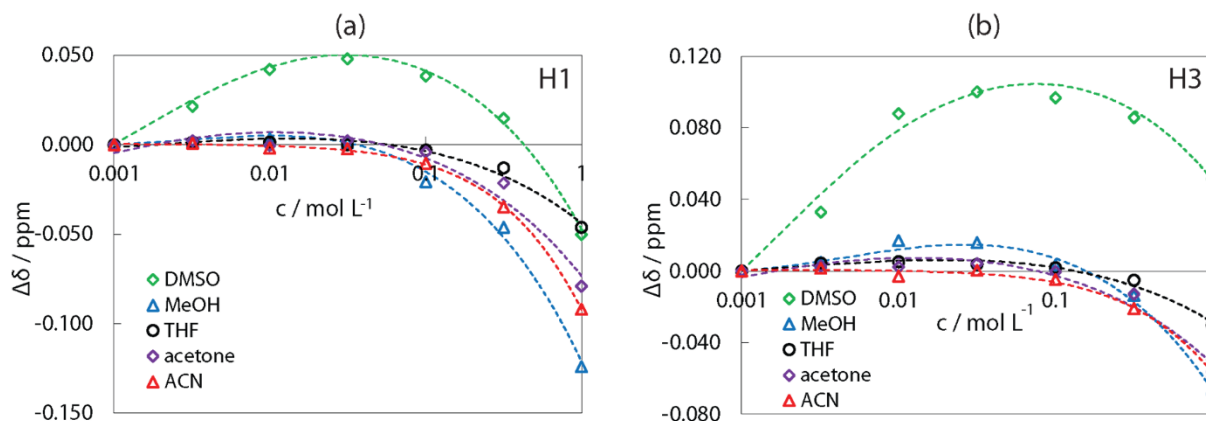 (a)
0.050
H1
0.000
0.001
0.01
0.1
1
c / mol L⁻¹
Δδ / ppm
-0.050
-0.100
-0.150
DMSO
MeOH
THF
acetone
ACN
(b)
0.120
H3
0.080
0.040
0.000
0.001
0.01
0.1
c / mol L⁻¹
Δδ / ppm
-0.040
-0.080
DMSO
MeOH
THF
acetone
ACN